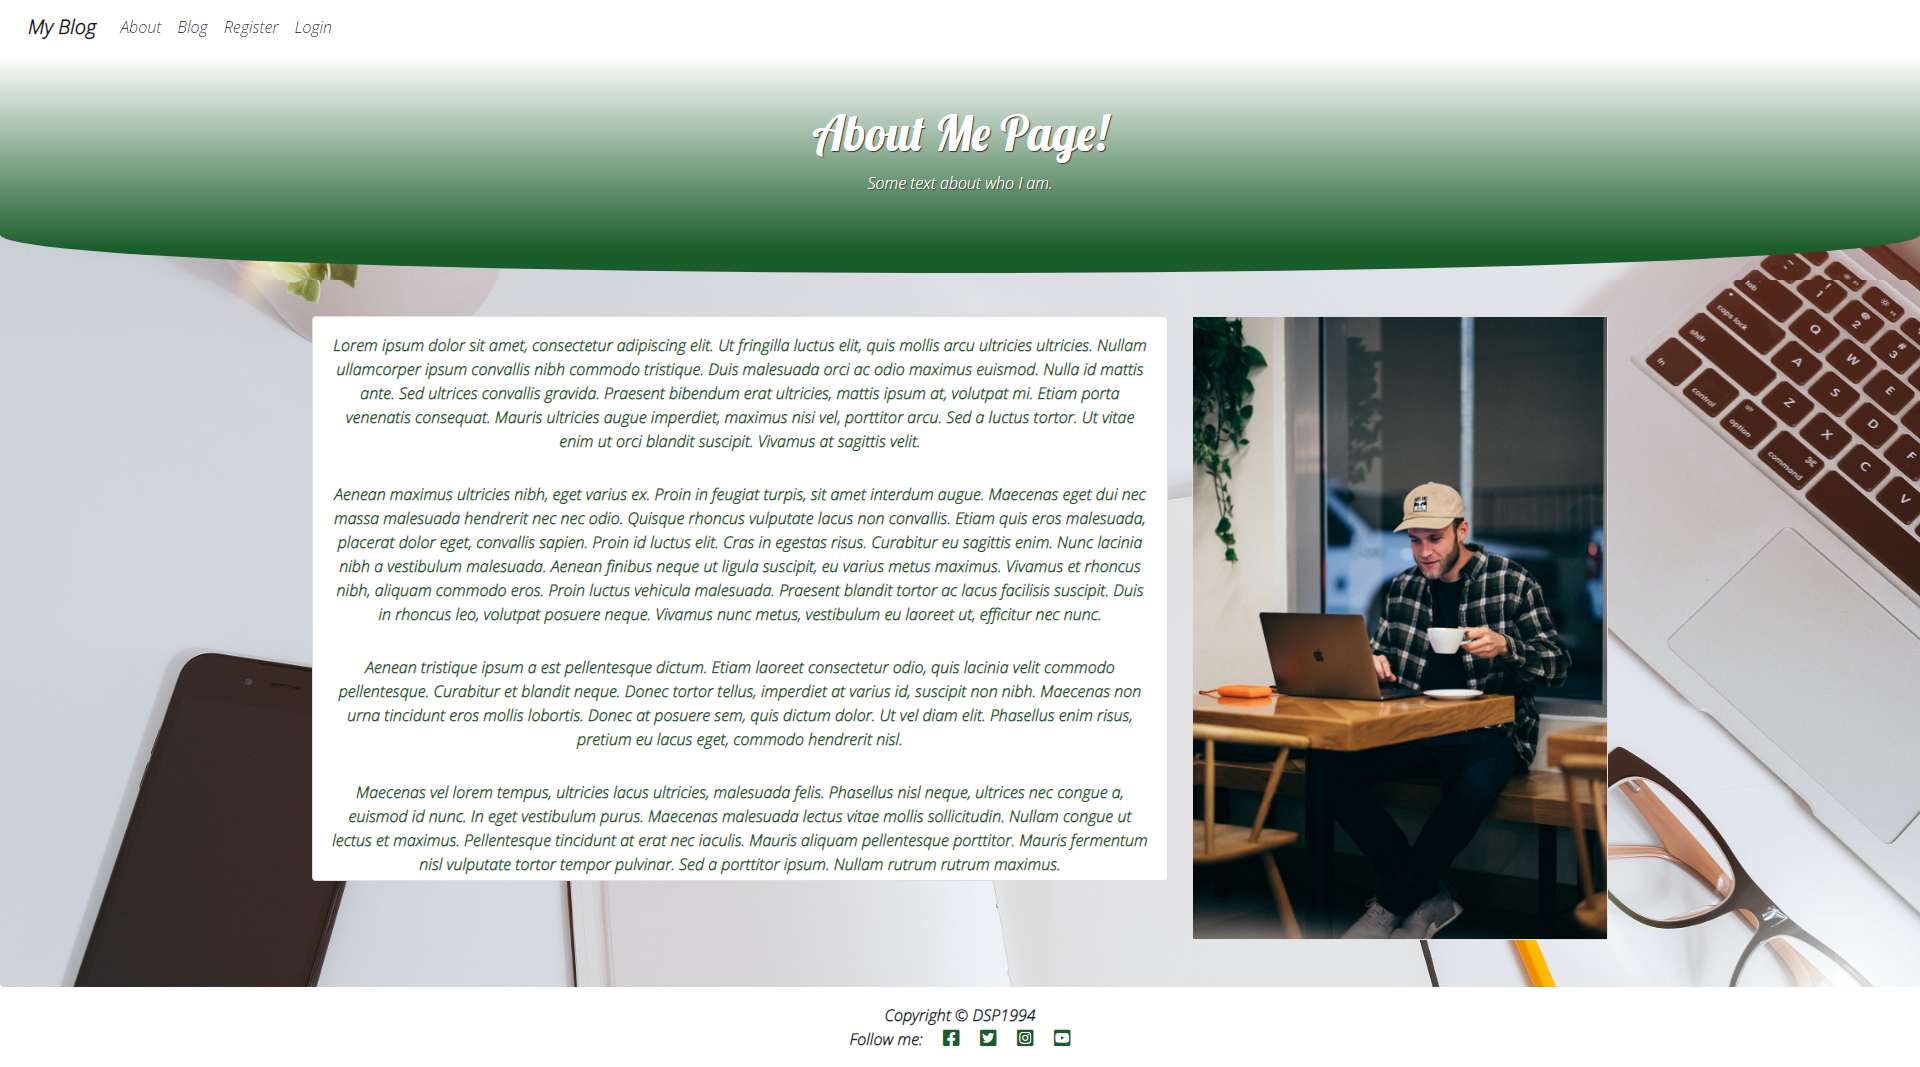 My Blog About Blog Register Login
About Me Page!
Some text about who I am.
Lorem ipsum dolor sit amet, consectetur adipiscing elit. Ut fringilla luctus elit, quis mollis arcu ultricies ultricies. Nullam
ullamcorper ipsum convallis nibh commodo tristique. Duis malesuada orci ac odio maximus euismod. Nulla id mattis
ante. Sed ultrices convallis gravida. Praesent bibendum erat ultricies, mattis ipsum at, volutpat mi. Etiam porta
venenatis consequat. Mauris ultricies augue imperdiet, maximus nisi vel, porttitor arcu. Sed a luctus tortor. Ut vitae
enim ut orci blandit suscipit. Vivamus at sagittis velit.
Aenean maximus ultricies nibh, eget varius ex. Proin in feugiat turpis, sit amet interdum augue. Maecenas eget dui nec
massa malesuada hendrerit nec nec odio. Quisque rhoncus vulputate lacus non convallis. Etiam quis eros malesuada,
placerat dolor eget, convallis sapien. Proin id luctus elit. Cras in egestas risus. Curabitur eu sagittis enim. Nunc lacinia
nibh a vestibulum malesuada. Aenean finibus neque ut ligula suscipit, eu varius metus maximus. Vivamus et rhoncus
nibh, aliquam commodo eros. Proin luctus vehicula malesuada. Praesent blandit tortor ac lacus facilisis suscipit. Duis
in rhoncus leo, volutpat posuere neque. Vivamus nunc metus, vestibulum eu laoreet ut, efficitur nec nunc.
Aenean tristique ipsum a est pellentesque dictum. Etiam laoreet consectetur odio, quis lacinia velit commodo
pellentesque. Curabitur et blandit neque. Donec tortor tellus, imperdiet at varius id, suscipit non nibh. Maecenas non
urna tincidunt eros mollis lobortis. Donec at posuere sem, quis dictum dolor. Ut vel diam elit. Phasellus enim risus,
pretium eu lacus eget, commodo hendrerit nisl.
Maecenas vel lorem tempus, ultricies lacus ultricies, malesuada felis. Phasellus nisl neque, ultrices nec congue a,
euismod id nunc. In eget vestibulum purus. Maecenas malesuada lectus vitae mollis sollicitudin. Nullam congue ut
lectus et maximus. Pellentesque tincidunt at erat nec iaculis. Mauris aliquam pellentesque porttitor. Mauris fermentum
nisl vulputate tortor tempor pulvinar. Sed a porttitor ipsum. Nullam rutrum rutrum maximus.
tab 1
caps lock Q 2 @
shift A W 3 #
fn Z S E
control X D
option C F
command V
Copyright © DSP1994
Follow me: